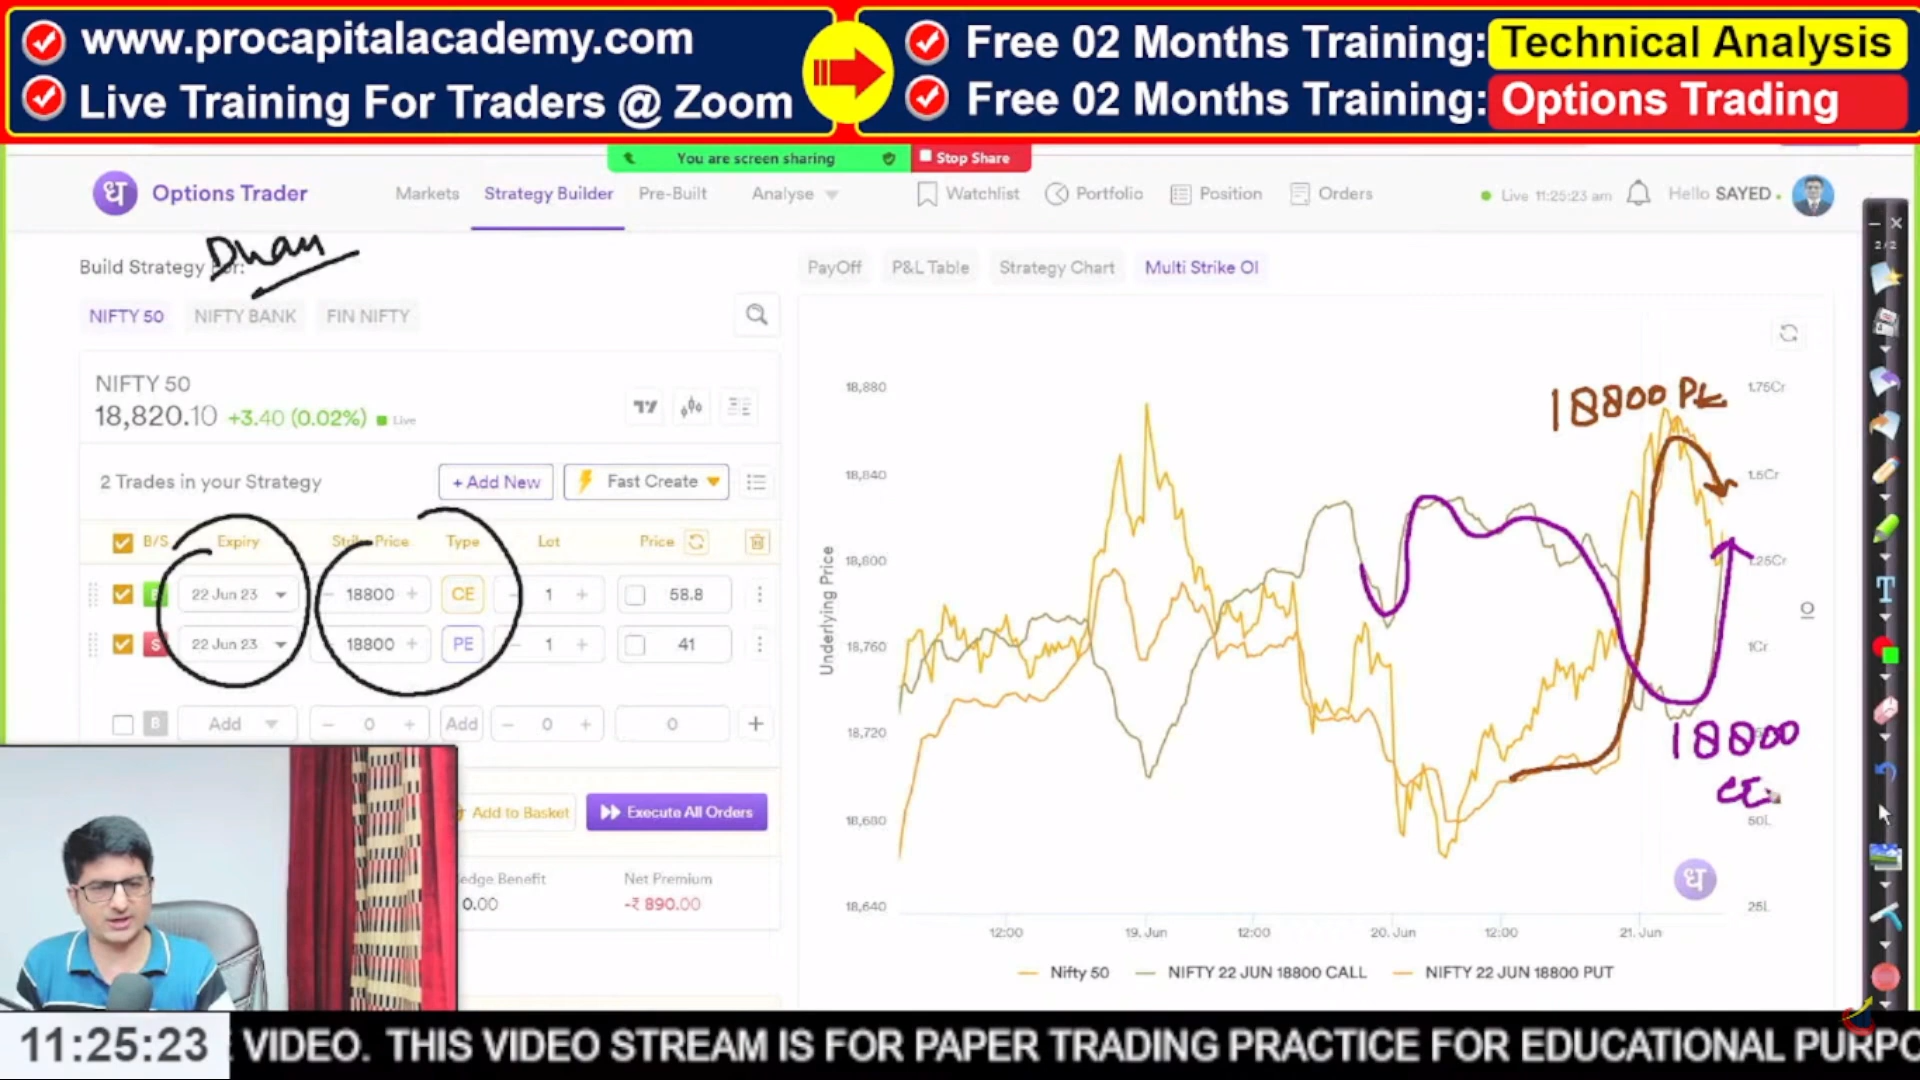 www.procapitalacademy.com
Live Training For Traders @ Zoom
Free 02 Months Training: Technical Analysis
Free 02 Months Training: Options Trading
You are screen sharing
Stop Share
ध Options Trader
Markets Strategy Builder Pre-Built Analyse Watchlist Portfolio Position Orders
Live 11:25:23 am Hello SAYED
Build Strategy For:
Dhan
NIFTY 50 NIFTY BANK FIN NIFTY
PayOff P&L Table Strategy Chart Multi Strike OI
NIFTY 50
18,820.10 +3.40 (0.02%) Live
2 Trades in your Strategy + Add New Fast Create
B/S Expiry Strike Price Type Lot Price
B 22 Jun 23 18800 + CE - 1 + 58.8
S 22 Jun 23 18800 + PE - 1 + 41
B Add - 0 + Add - 0 + 0 +
Add to Basket Execute All Orders
edge Benefit Net Premium
0.00 -₹ 890.00
Underlying Price
18,880
18,840
18,800
18,760
18,720
18,680
18,640
1.75Cr
1.5Cr
1.25Cr
1Cr
50L
25L
OI
18800 PE
18800
CE
ध
12:00 19. Jun 12:00 20. Jun 12:00 21. Jun
Nifty 50 NIFTY 22 JUN 18800 CALL NIFTY 22 JUN 18800 PUT
2/2
T
11:25:23
VIDEO. THIS VIDEO STREAM IS FOR PAPER TRADING PRACTICE FOR EDUCATIONAL PURPO